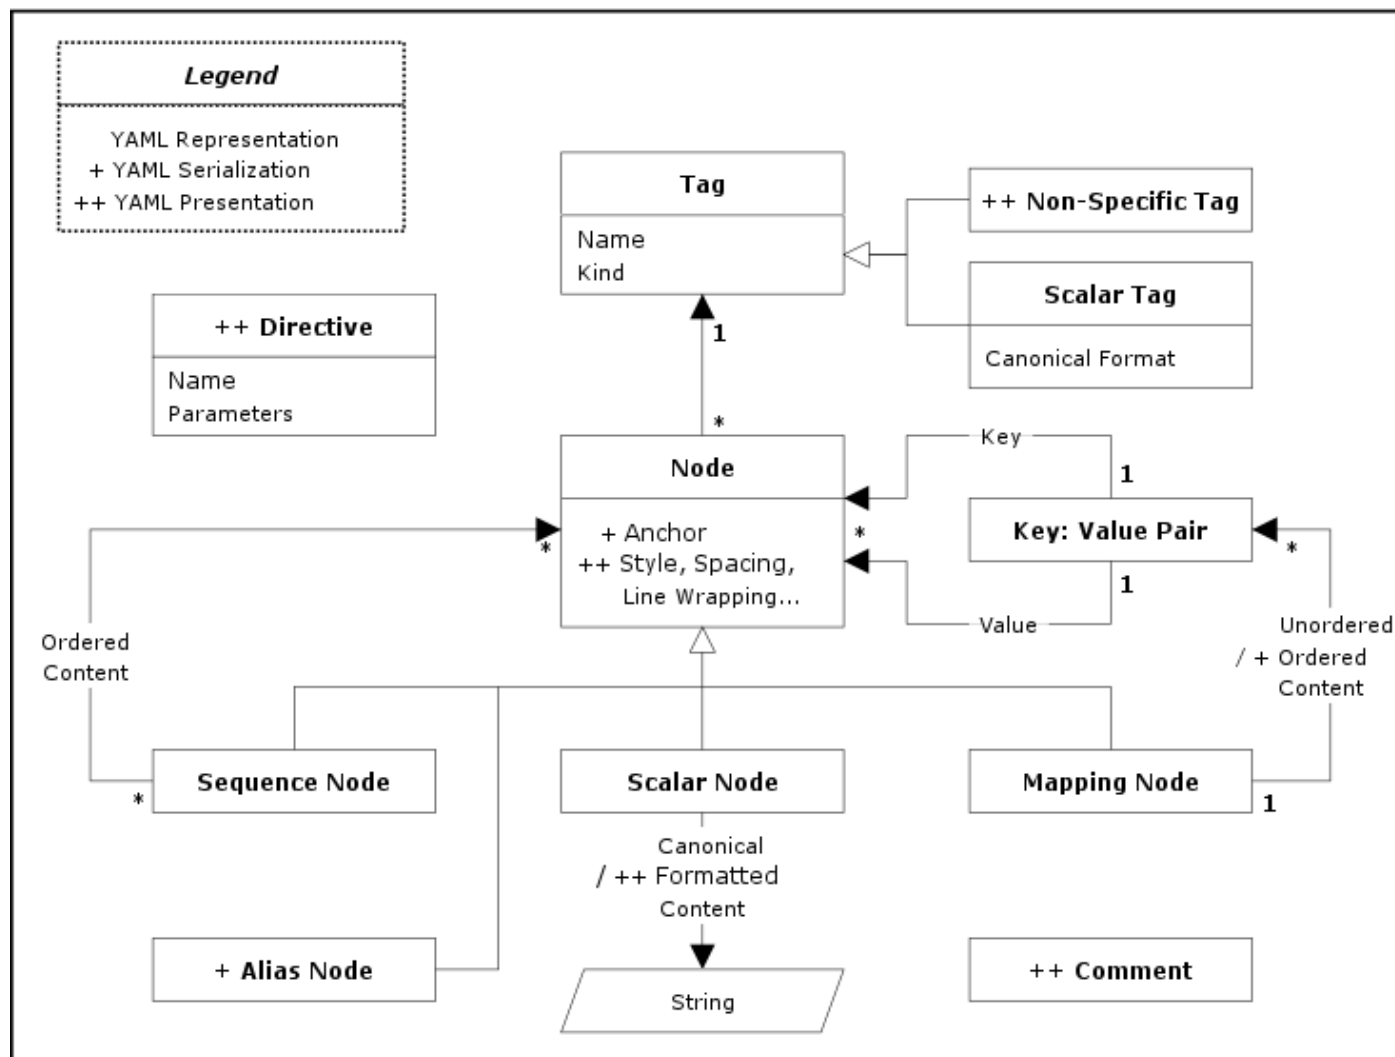 Legend
YAML Representation
+ YAML Serialization
++ YAML Presentation
Tag
Name
Kind
++ Non-Specific Tag
Scalar Tag
Canonical Format
++ Directive
Name
Parameters
1
*
Node
+ Anchor
++ Style, Spacing,
Line Wrapping...
Key
1
*
Key: Value Pair
1
Value
*
*
Ordered
Content
Unordered
/ + Ordered
Content
Sequence Node
*
Scalar Node
Mapping Node
1
Canonical
/ ++ Formatted
Content
+ Alias Node
String
++ Comment